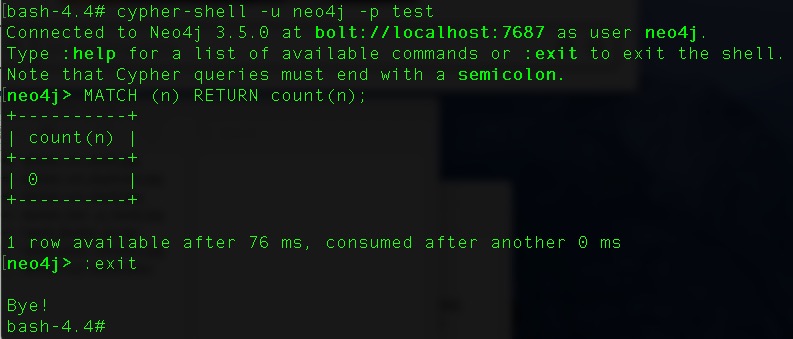 bash-4.4# cypher-shell -u neo4j -p test
Connected to Neo4j 3.5.0 at bolt://localhost:7687 as user neo4j.
Type :help for a list of available commands or :exit to exit the shell.
Note that Cypher queries must end with a semicolon.
neo4j> MATCH (n) RETURN count(n);
+----------+
| count(n) |
+----------+
| 0        |
+----------+
1 row available after 76 ms, consumed after another 0 ms
neo4j> :exit
Bye!
bash-4.4#